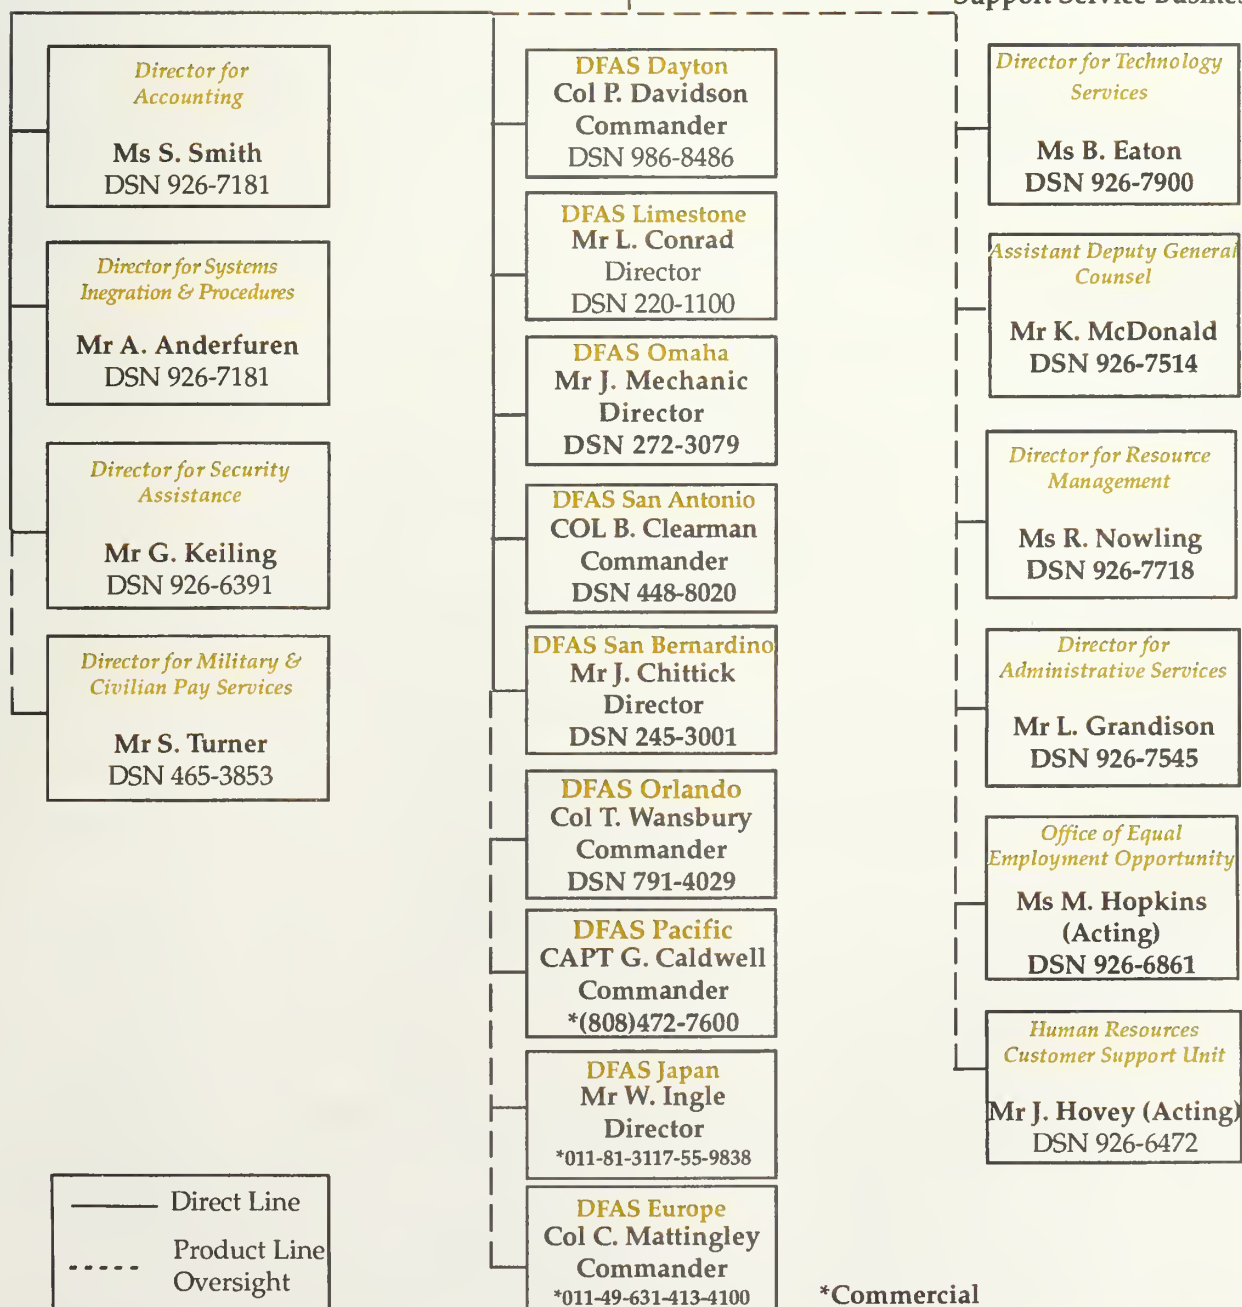 Support Service Busines
Director for
Accounting
Ms S. Smith
DSN 926-7181
Director for Systems
Inegration & Procedures
Mr A. Anderfuren
DSN 926-7181
Director for Security
Assistance
Mr G. Keiling
DSN 926-6391
Director for Military &
Civilian Pay Services
Mr S. Turner
DSN 465-3853
Direct Line
Product Line
Oversight
DFAS Dayton
Col P. Davidson
Commander
DSN 986-8486
DFAS Limestone
Mr L. Conrad
Director
DSN 220-1100
DFAS Omaha
Mr J. Mechanic
Director
DSN 272-3079
DFAS San Antonio
COL B. Clearman
Commander
DSN 448-8020
DFAS San Bernardino
Mr J. Chittick
Director
DSN 245-3001
DFAS Orlando
Col T. Wansbury
Commander
DSN 791-4029
DFAS Pacific
CAPT G. Caldwell
Commander
*(808)472-7600
DFAS Japan
Mr W. Ingle
Director
*011-81-3117-55-9838
DFAS Europe
Col C. Mattingley
Commander
*011-49-631-413-4100
*Commercial
Director for Technology
Services
Ms B. Eaton
DSN 926-7900
Assistant Deputy General
Counsel
Mr K. McDonald
DSN 926-7514
Director for Resource
Management
Ms R. Nowling
DSN 926-7718
Director for
Administrative Services
Mr L. Grandison
DSN 926-7545
Office of Equal
Employment Opportunity
Ms M. Hopkins
(Acting)
DSN 926-6861
Human Resources
Customer Support Unit
Mr J. Hovey (Acting)
DSN 926-6472